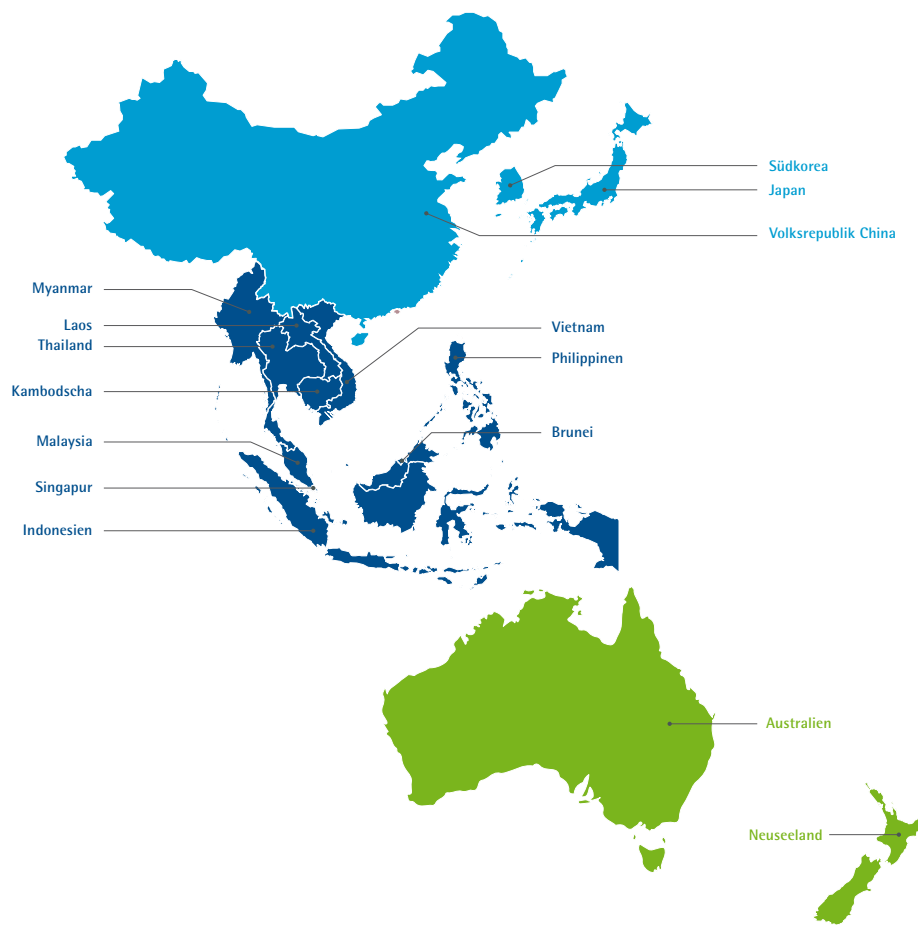 Südkorea
Japan
Volksrepublik China
Myanmar
Laos
Thailand
Kambodscha
Malaysia
Singapur
Indonesien
Vietnam
Philippinen
Brunei
Australien
Neuseeland